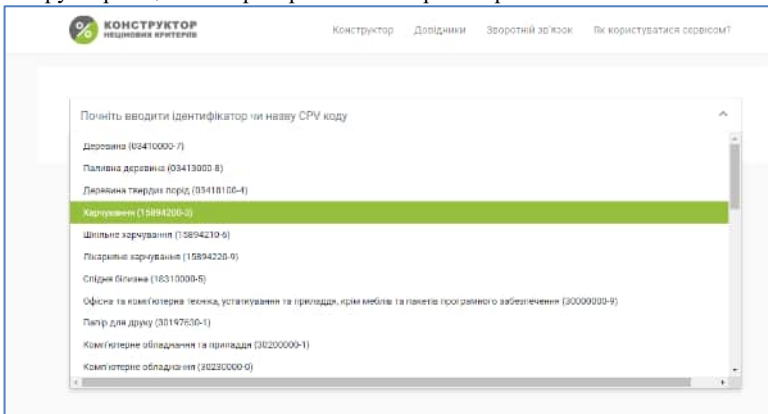 КОНСТРУКТОР
НЕЦІНОВИХ КРИТЕРІЇВ
Конструктор Довідники Зворотній зв'язок Як користуватися сервісом?
Почніть вводити ідентифікатор чи назву CPV коду
Деревина (03410000-7)
Паливна деревина (03413000-8)
Деревина твердих порід (03418100-4)
Харчування (15894200-3)
Шкільне харчування (15894210-6)
Лікарняне харчування (15894220-9)
Спідня білизна (18310000-5)
Офісна та комп'ютерна техніка, устаткування та приладдя, крім меблів та пакетів програмного забезпечення (30000000-9)
Папір для друку (30197630-1)
Комп'ютерне обладнання та приладдя (30200000-1)
Комп'ютерне обладнання (30230000-0)